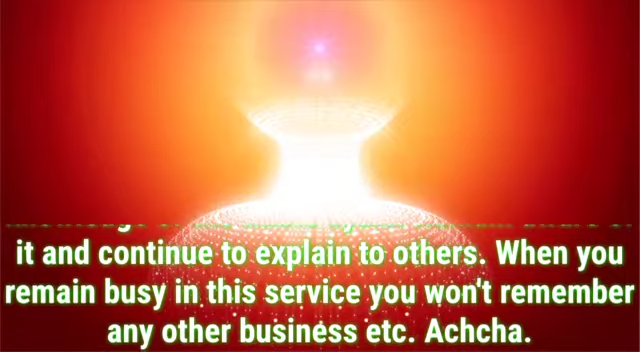 it and continue to explain to others. When you
remain busy in this service you won't remember
any other business etc. Achcha.